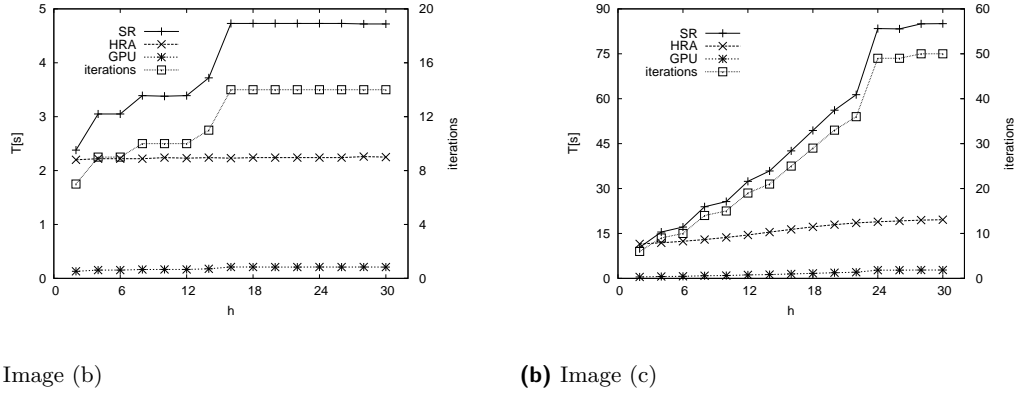 5
4
3
2
1
0
T[s]
20
16
12
8
4
0
iterations
0 6 12 18 24 30
h
SR
HRA
GPU
iterations
90
75
60
45
30
15
0
T[s]
60
50
40
30
20
10
0
iterations
0 6 12 18 24 30
h
SR
HRA
GPU
iterations
Image (b)
(b) Image (c)